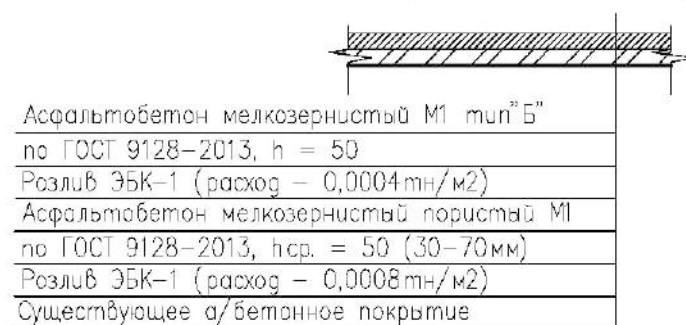 Асфальтобетон мелкозернистый М1 тип"Б"
по ГОСТ 9128-2013, h = 50
Розлив ЭБК-1 (расход - 0,0004тн/м2)
Асфальтобетон мелкозернистый пористый М1
по ГОСТ 9128-2013, hср. = 50 (30-70мм)
Розлив ЭБК-1 (расход - 0,0008тн/м2)
Существующее а/бетонное покрытие